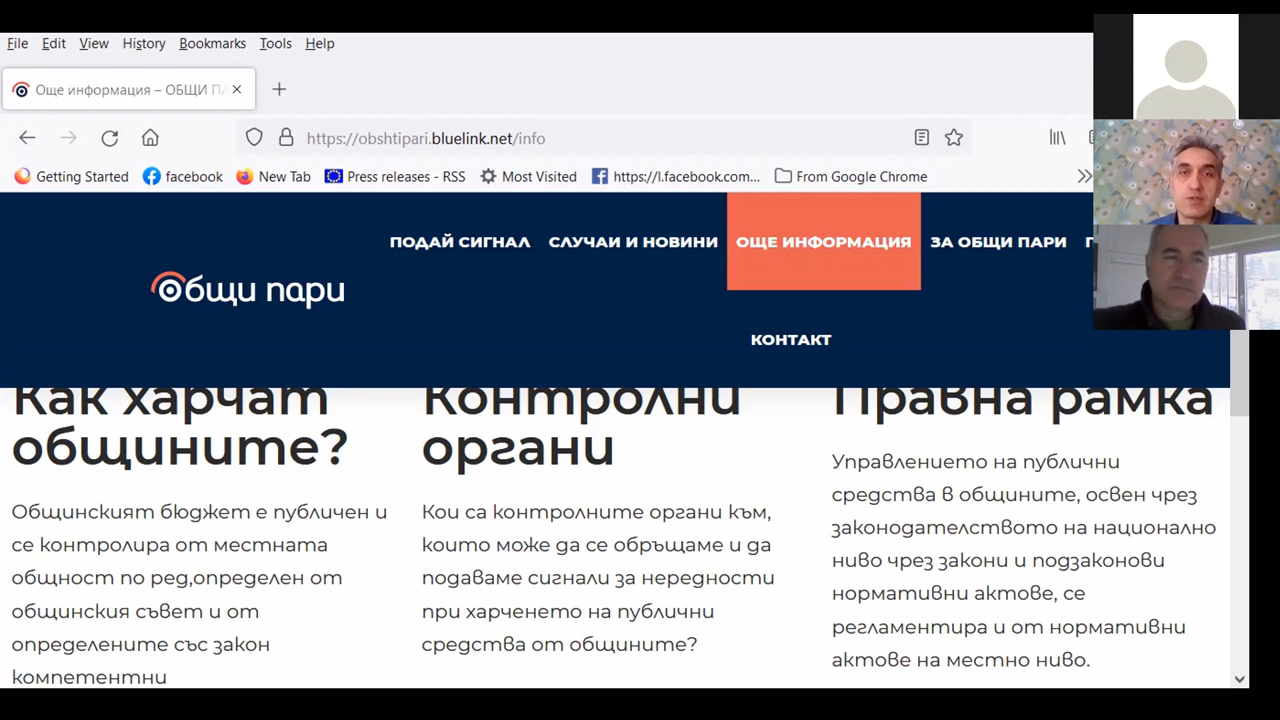 File Edit View History Bookmarks Tools Help
Още информация – ОБЩИ ПА
https://obshtipari.bluelink.net/info
Getting Started facebook New Tab Press releases - RSS Most Visited https://l.facebook.com... From Google Chrome
ПОДАЙ СИГНАЛ СЛУЧАИ И НОВИНИ ОЩЕ ИНФОРМАЦИЯ ЗА ОБЩИ ПАРИ
Общи пари
КОНТАКТ
Как харчат
общините?
Общинският бюджет е публичен и
се контролира от местната
общност по ред,определен от
общинския съвет и от
определените със закон
компетентни
Контролни
органи
Кои са контролните органи към,
които може да се обръщаме и да
подаваме сигнали за нередности
при харченето на публични
средства от общините?
Правна рамка
Управлението на публични
средства в общините, освен чрез
законодателството на национално
ниво чрез закони и подзаконови
нормативни актове, се
регламентира и от нормативни
актове на местно ниво.